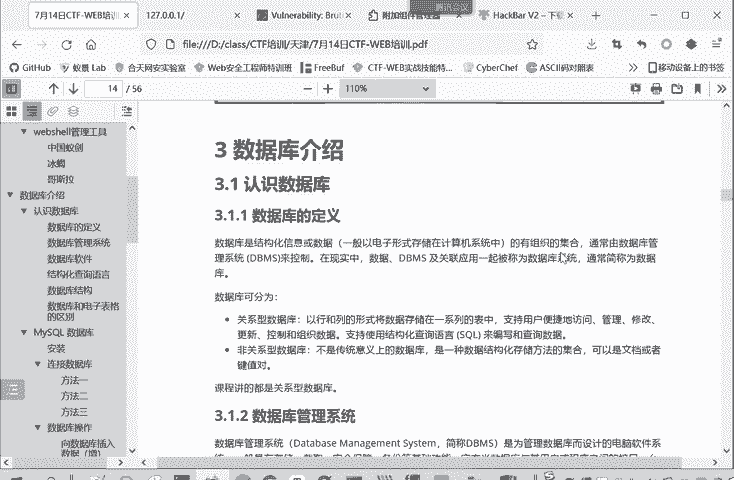 腾讯会议
7月14日CTF-WEB培训
127.0.0.1/
Vulnerability: Bru
附加组件管理器
HackBar V2 – 下载
file:///D:/class/CTF培训/天津/7月14日CTF-WEB培训.pdf
GitHub
蚁景 Lab
合天网安实验室
Web安全工程师特训班
FreeBuf
CTF-WEB实战技能特...
CyberChef
ASCII码对照表
移动设备上的书签
14 / 56
110%
webshell管理工具
中国蚁剑
冰蝎
哥斯拉
数据库介绍
认识数据库
数据库的定义
数据库管理系统
数据库软件
结构化查询语言
数据库结构
数据库和电子表格的区别
MySQL 数据库
安装
连接数据库
方法一
方法二
方法三
数据库操作
向数据库插入
数据（增）
3 数据库介绍
3.1 认识数据库
3.1.1 数据库的定义
数据库是结构化信息或数据（一般以电子形式存储在计算机系统中）的有组织的集合，通常由数据库管
理系统 (DBMS)来控制。在现实中，数据、DBMS 及关联应用一起被称为数据库系统，通常简称为数据
库。
数据库可分为：
• 关系型数据库：以行和列的形式将数据存储在一系列的表中，支持用户便捷地访问、管理、修改、
更新、控制和组织数据。支持使用结构化查询语言 (SQL) 来编写和查询数据。
• 非关系型数据库：不是传统意义上的数据库，是一种数据结构化存储方法的集合，可以是文档或者
键值对。
课程讲的都是关系型数据库。
3.1.2 数据库管理系统
数据库管理系统（Database Management System，简称DBMS）是为管理数据库而设计的电脑软件系